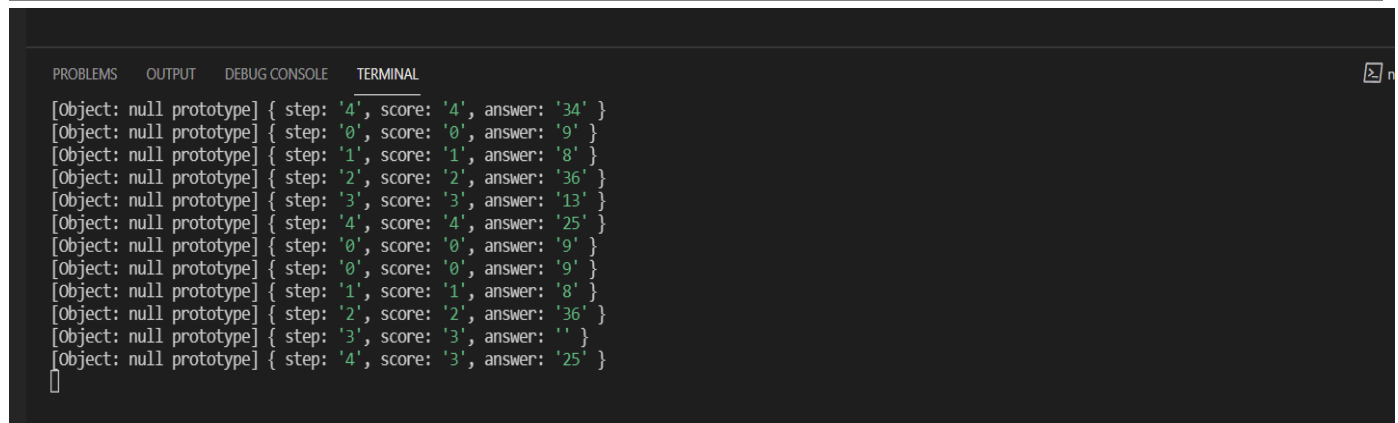 PROBLEMS OUTPUT DEBUG CONSOLE TERMINAL n
[Object: null prototype] { step: '4', score: '4', answer: '34' }
[Object: null prototype] { step: '0', score: '0', answer: '9' }
[Object: null prototype] { step: '1', score: '1', answer: '8' }
[Object: null prototype] { step: '2', score: '2', answer: '36' }
[Object: null prototype] { step: '3', score: '3', answer: '13' }
[Object: null prototype] { step: '4', score: '4', answer: '25' }
[Object: null prototype] { step: '0', score: '0', answer: '9' }
[Object: null prototype] { step: '0', score: '0', answer: '9' }
[Object: null prototype] { step: '1', score: '1', answer: '8' }
[Object: null prototype] { step: '2', score: '2', answer: '36' }
[Object: null prototype] { step: '3', score: '3', answer: '' }
[Object: null prototype] { step: '4', score: '3', answer: '25' }